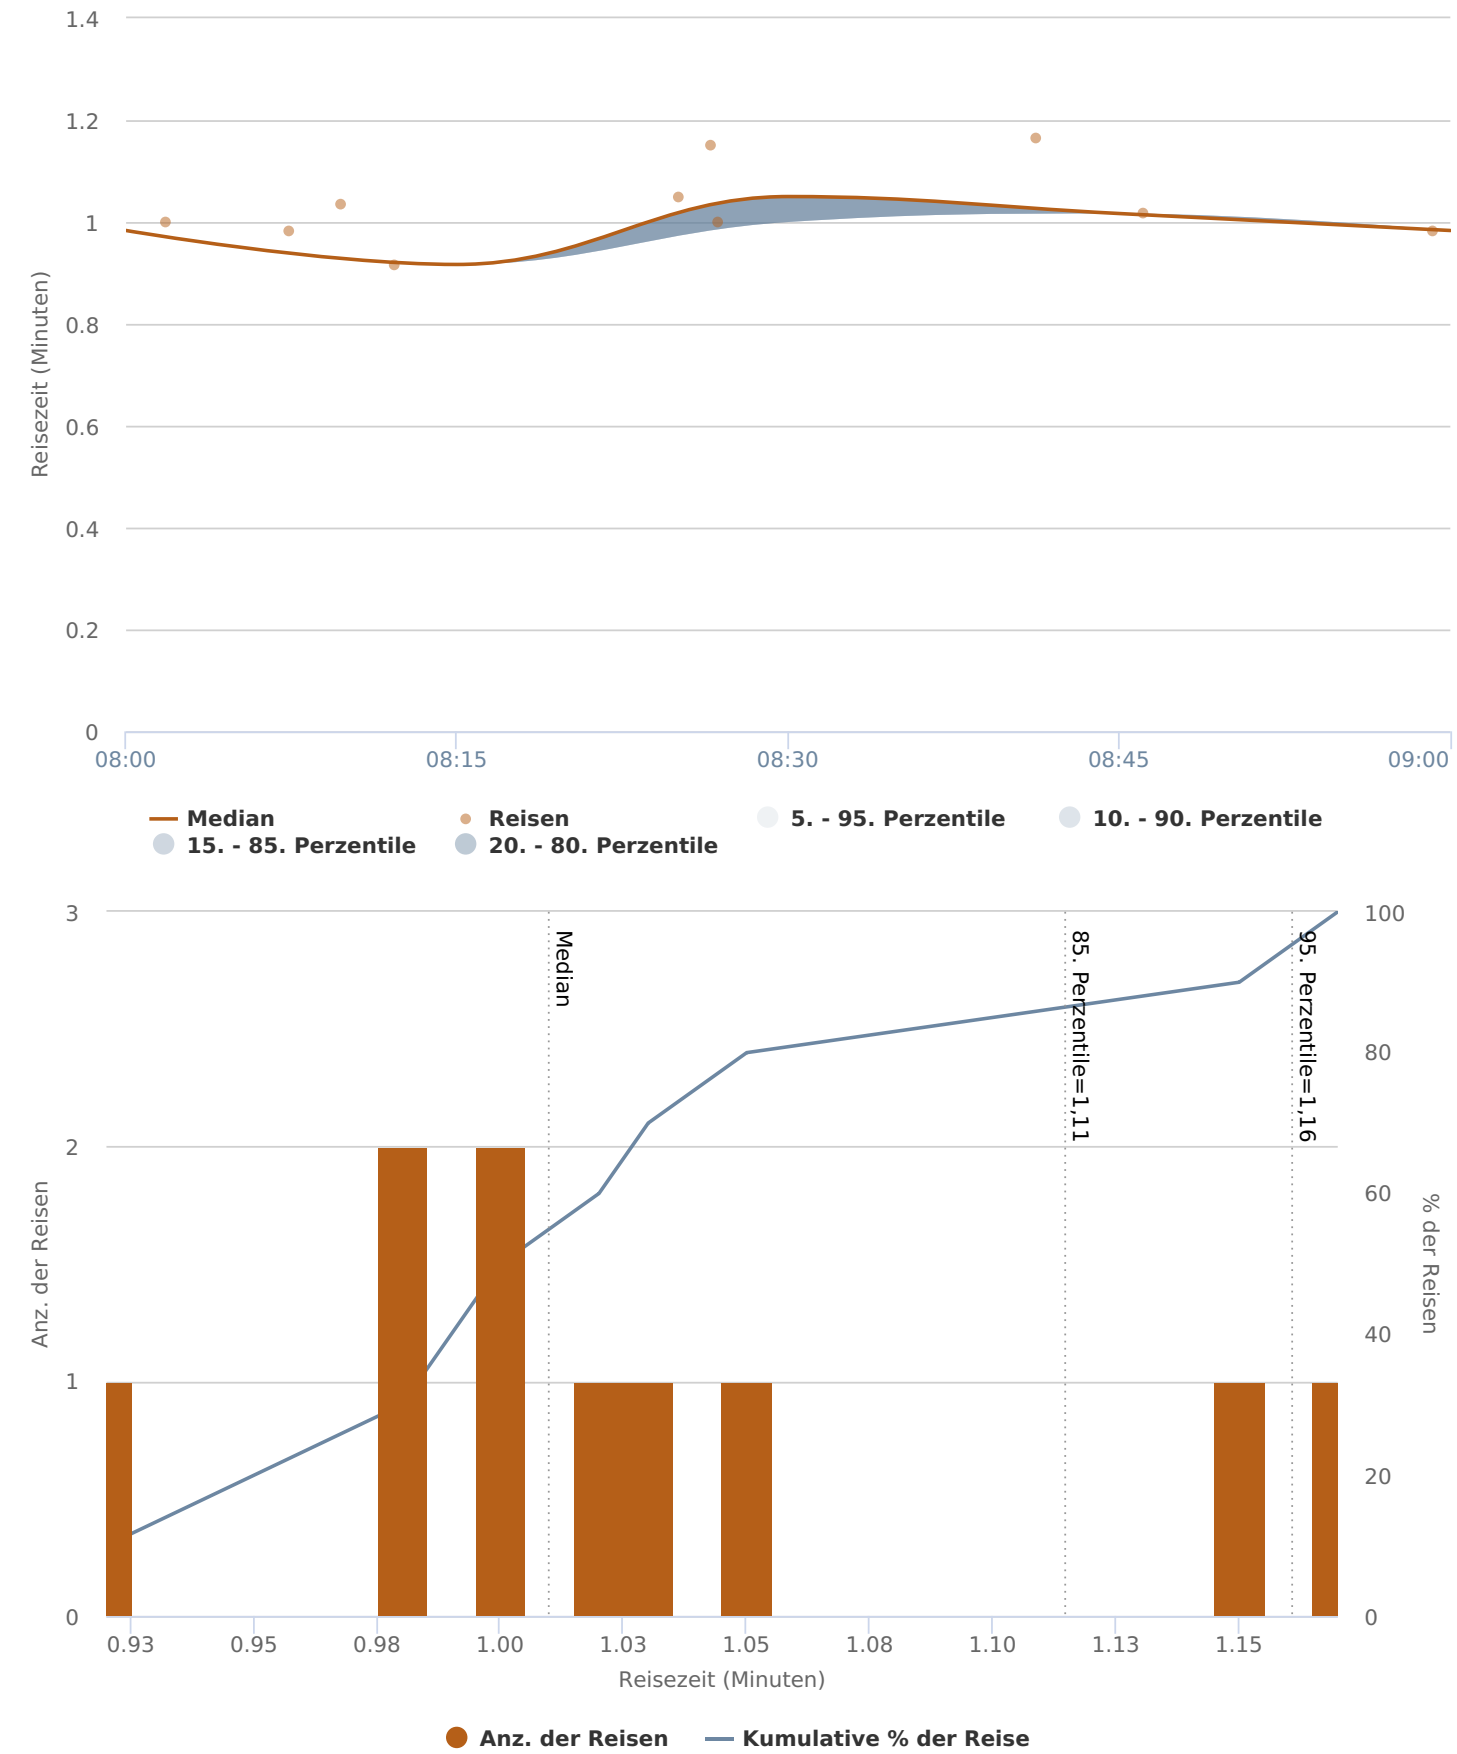 1.4
1.2
1
0.8
0.6
0.4
0.2
0
Reisezeit (Minuten)
08:00 08:15 08:30 08:45 09:00
Median Reisen 5. - 95. Perzentile 10. - 90. Perzentile
15. - 85. Perzentile 20. - 80. Perzentile
3
2
1
0
Anz. der Reisen
Median
85. Perzentile=1,11
95. Perzentile=1,16
100
80
60
40
20
0
% der Reisen
0.93 0.95 0.98 1.00 1.03 1.05 1.08 1.10 1.13 1.15
Reisezeit (Minuten)
Anz. der Reisen Kumulative % der Reise